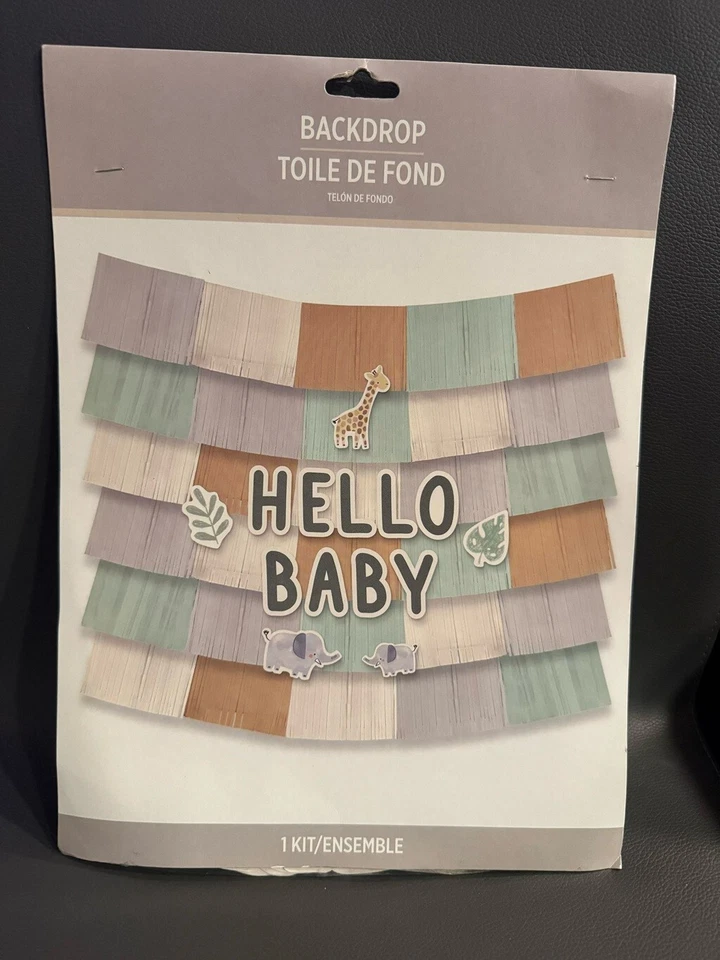 BACKDROP
TOILE DE FOND
TELÓN DE FONDO
HELLO
BABY
1 KIT/ENSEMBLE